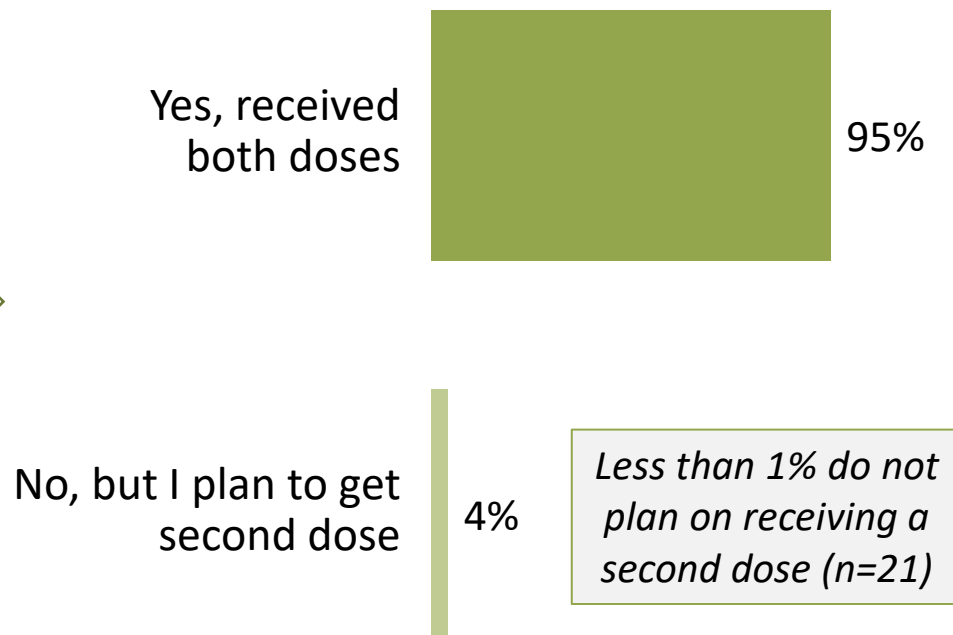 Yes, received
both doses
95%
No, but I plan to get
second dose
4%
Less than 1% do not
plan on receiving a
second dose (n=21)